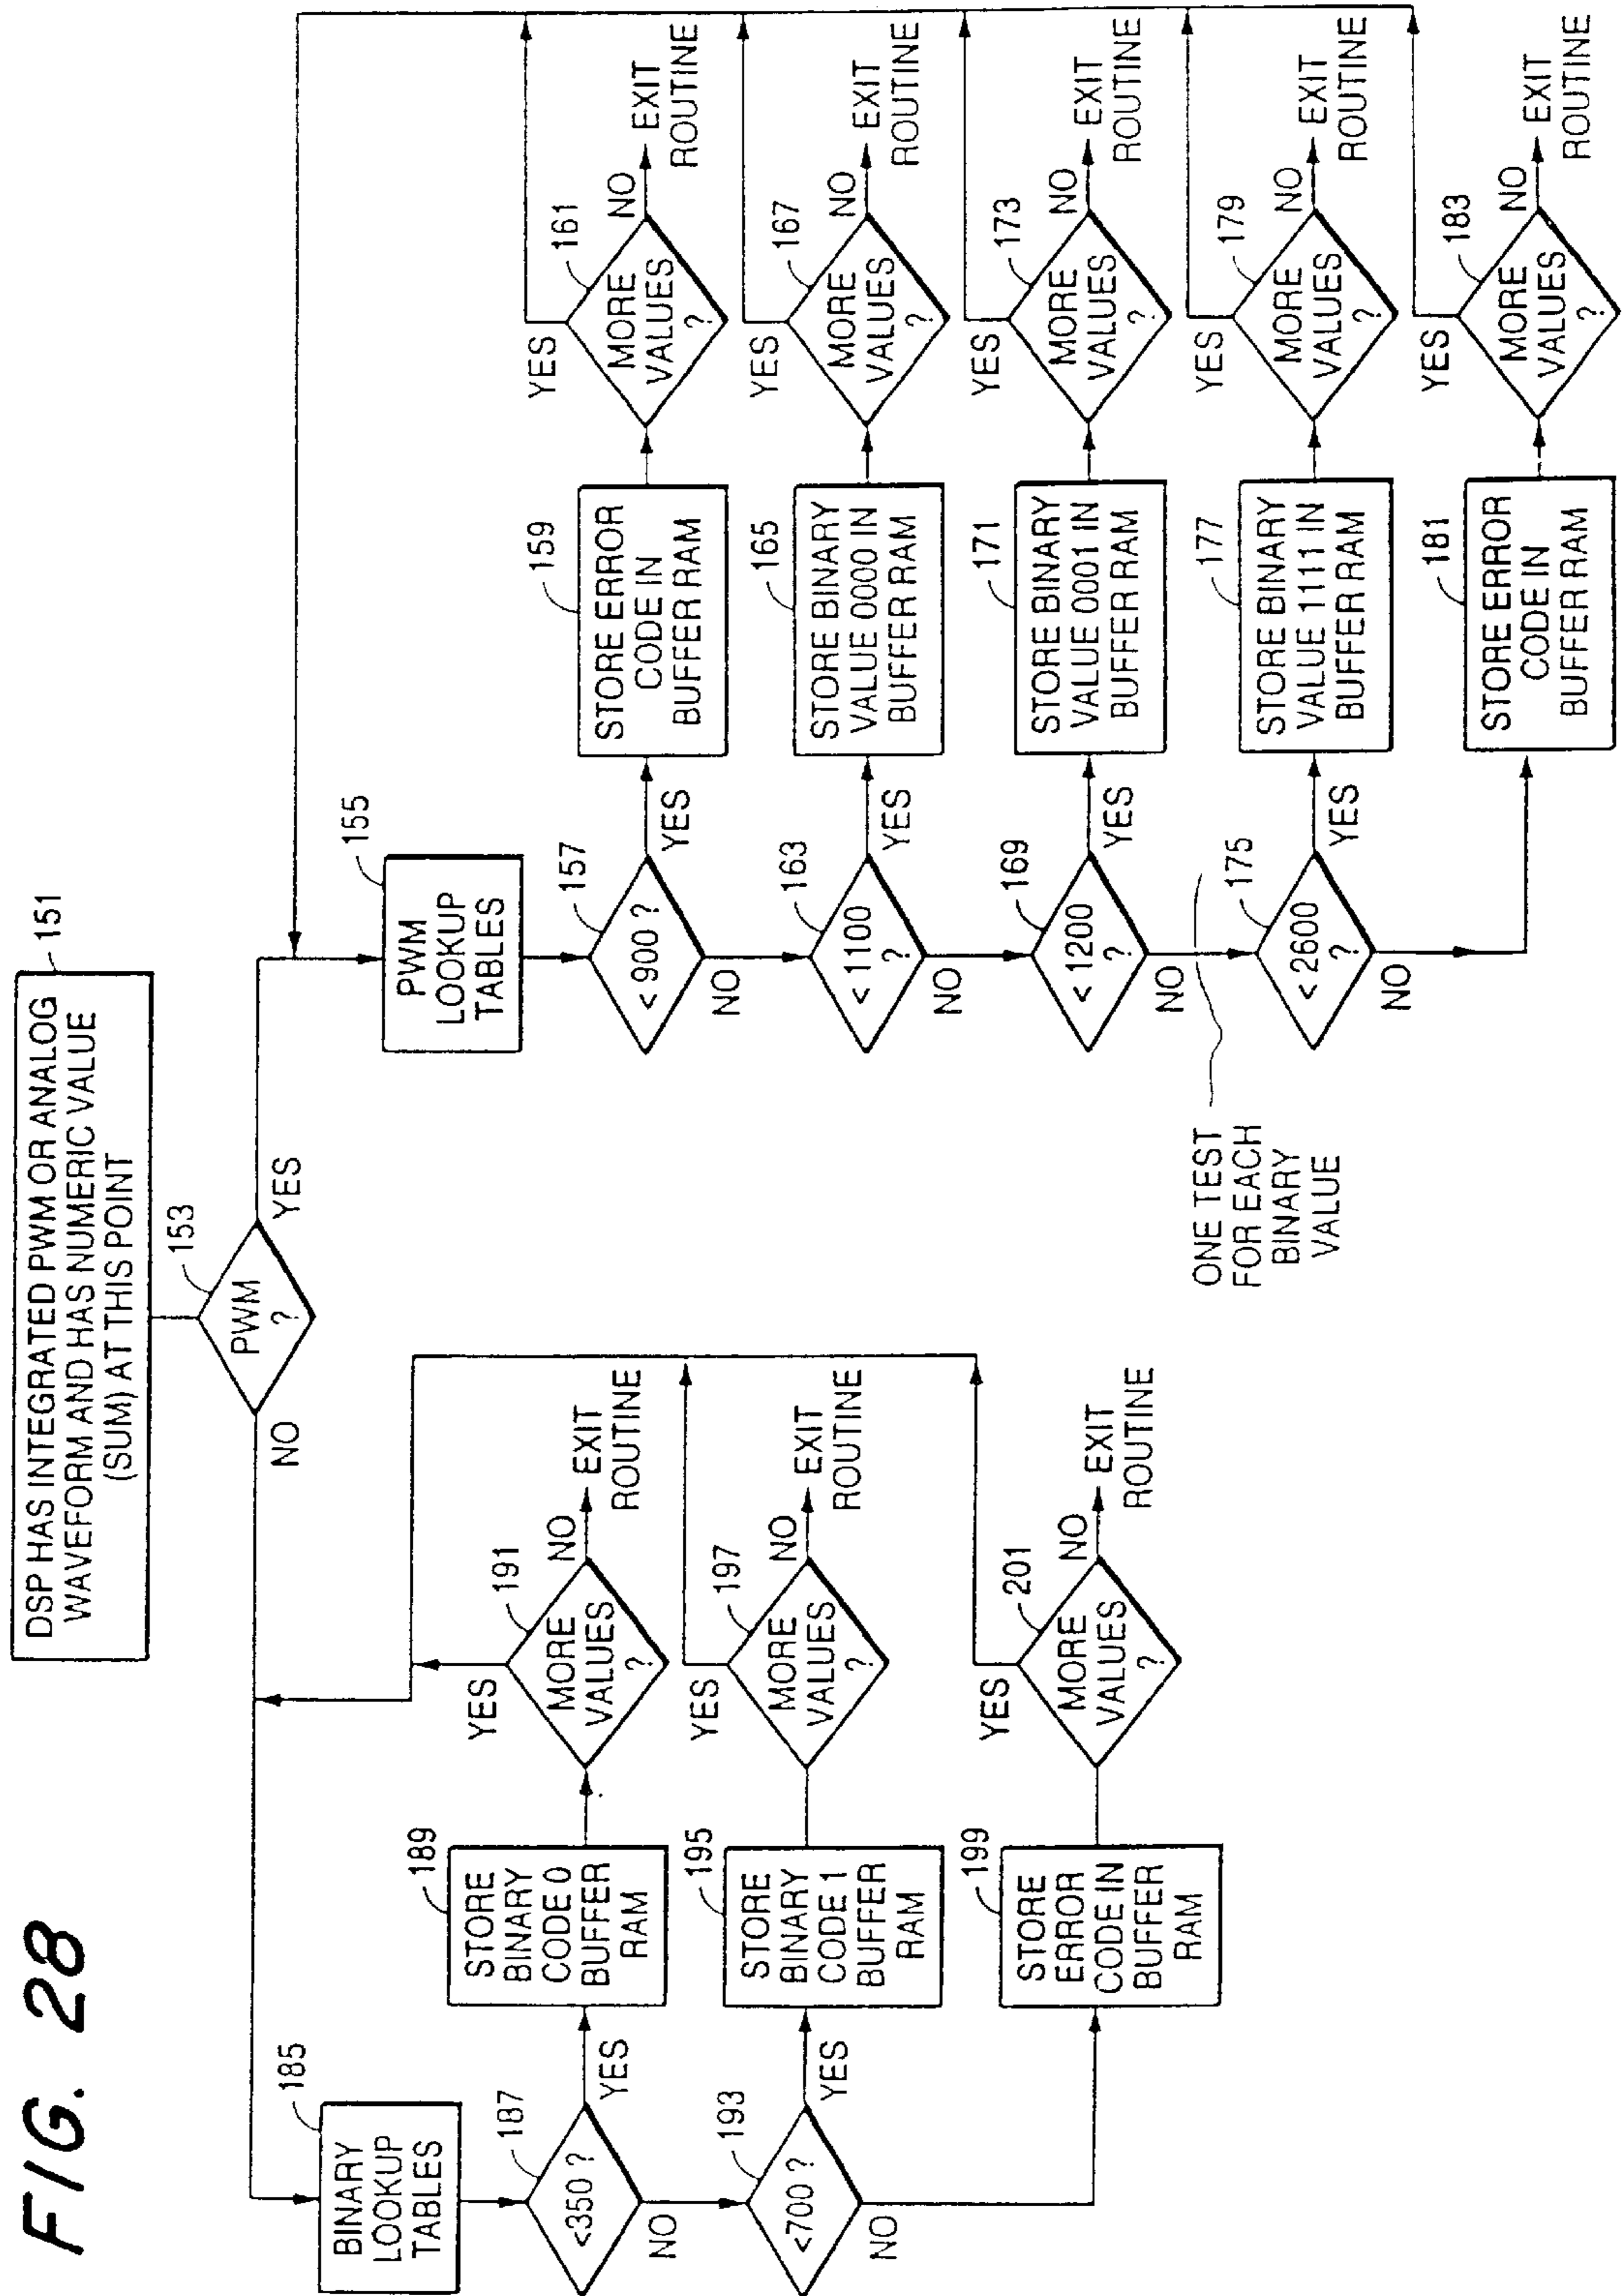 FIG. 28
DSP HAS INTEGRATED PWM OR ANALOG
WAVEFORM AND HAS NUMERIC VALUE
(SUM) AT THIS POINT
151
PWM
?
153
NO
YES
BINARY
LOOKUP
TABLES
185
<350 ?
187
YES
NO
STORE
BINARY
CODE 0
BUFFER
RAM
189
MORE
VALUES
?
191
YES
NO
EXIT
ROUTINE
<700 ?
193
YES
NO
STORE
BINARY
CODE 1
BUFFER
RAM
195
MORE
VALUES
?
197
YES
NO
EXIT
ROUTINE
STORE
ERROR
CODE IN
BUFFER
RAM
199
MORE
VALUES
?
201
YES
NO
EXIT
ROUTINE
PWM
LOOKUP
TABLES
155
< 900 ?
157
YES
NO
STORE ERROR
CODE IN
BUFFER RAM
159
MORE
VALUES
?
161
YES
NO
EXIT
ROUTINE
< 1100
?
163
YES
NO
STORE BINARY
VALUE 0000 IN
BUFFER RAM
165
MORE
VALUES
?
167
YES
NO
EXIT
ROUTINE
< 1200
?
169
YES
NO
STORE BINARY
VALUE 0001 IN
BUFFER RAM
171
MORE
VALUES
?
173
YES
NO
EXIT
ROUTINE
ONE TEST
FOR EACH
BINARY
VALUE
< 2600
?
175
YES
NO
STORE BINARY
VALUE 1111 IN
BUFFER RAM
177
MORE
VALUES
?
179
YES
NO
EXIT
ROUTINE
STORE ERROR
CODE IN
BUFFER RAM
181
MORE
VALUES
?
183
YES
NO
EXIT
ROUTINE